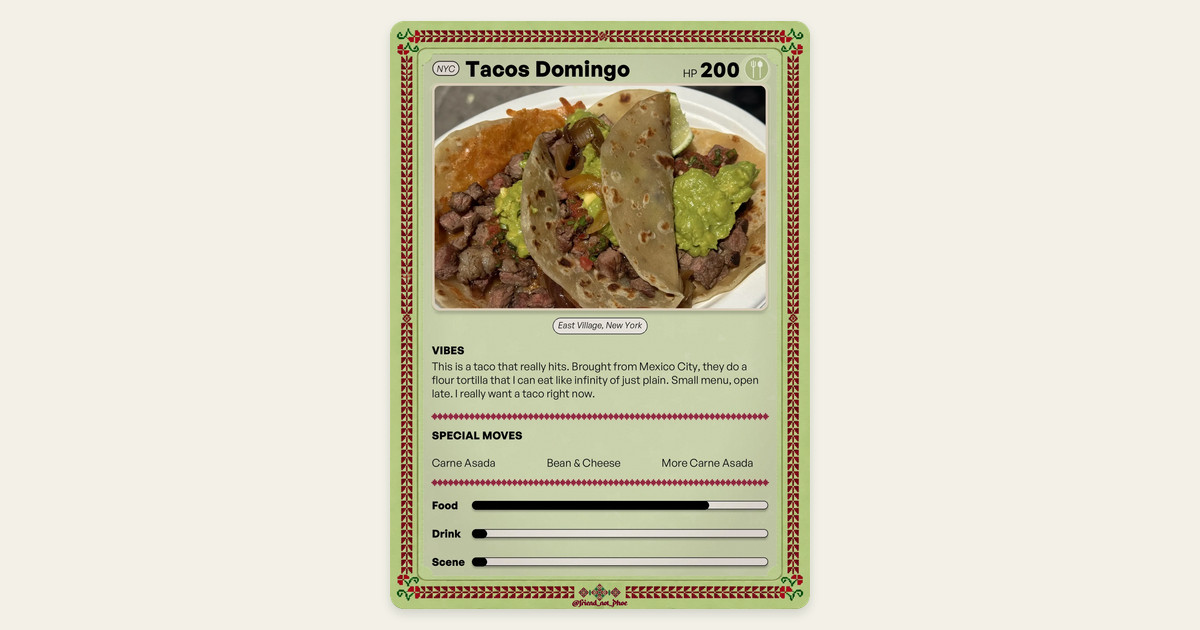 NYC Tacos Domingo HP 200
East Village, New York
VIBES
This is a taco that really hits. Brought from Mexico City, they do a
flour tortilla that I can eat like infinity of just plain. Small menu, open
late. I really want a taco right now.
SPECIAL MOVES
Carne Asada Bean & Cheese More Carne Asada
Food
Drink
Scene
@friend_not_phoe